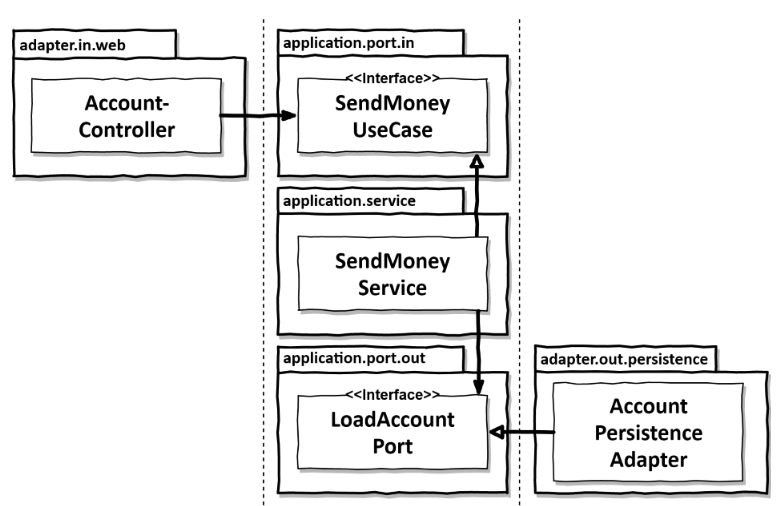 adapter.in.web
Account-
Controller
application.port.in
<<Interface>>
SendMoney
UseCase
application.service
SendMoney
Service
application.port.out
<<Interface>>
LoadAccount
Port
adapter.out.persistence
Account
Persistence
Adapter